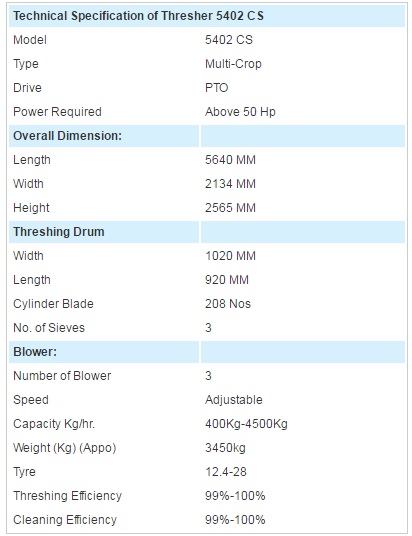 Technical Specification of Thresher 5402 CS
Model 5402 CS
Type Multi-Crop
Drive PTO
Power Required Above 50 Hp
Overall Dimension:
Length 5640 MM
Width 2134 MM
Height 2565 MM
Threshing Drum
Width 1020 MM
Length 920 MM
Cylinder Blade 208 Nos
No. of Sieves 3
Blower:
Number of Blower 3
Speed Adjustable
Capacity Kg/hr. 400Kg-4500Kg
Weight (Kg) (Appo) 3450kg
Tyre 12.4-28
Threshing Efficiency 99%-100%
Cleaning Efficiency 99%-100%